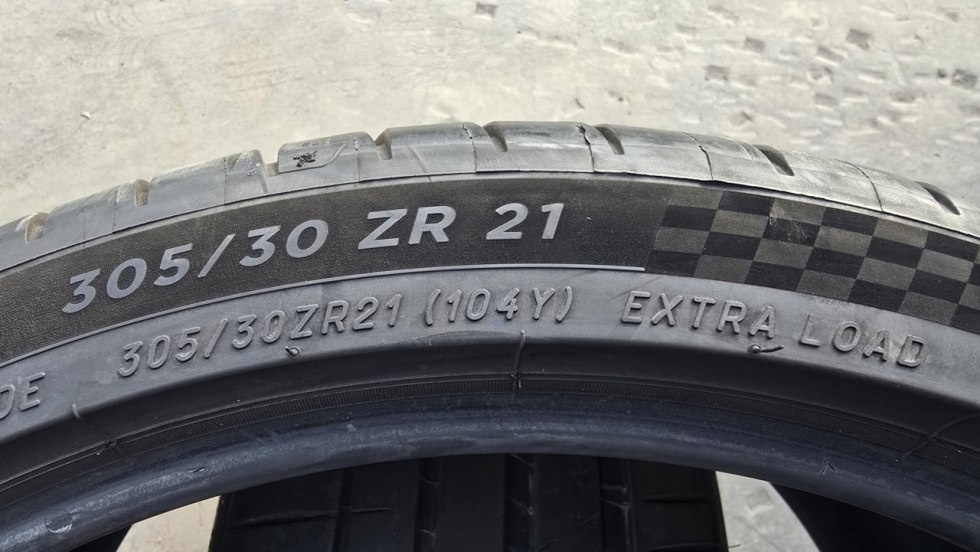 305/30 ZR 21
305/30ZR21 (104Y) EXTRA LOAD